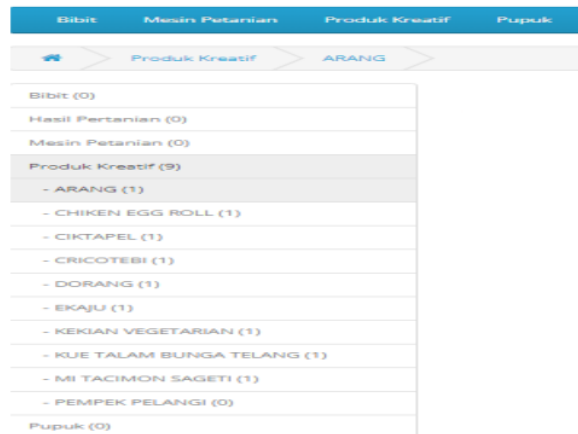 Bibit Mesin Petanian Produk Kreatif Pupuk
Produk Kreatif ARANG
Bibit (0)
Hasil Pertanian (0)
Mesin Petanian (0)
Produk Kreatif (9)
- ARANG (1)
- CHIKEN EGG ROLL (1)
- CIKTAPEL (1)
- CRICOTEBI (1)
- DORANG (1)
- EKAJU (1)
- KEKIAN VEGETARIAN (1)
- KUE TALAM BUNGA TELANG (1)
- MI TACIMON SAGETI (1)
- PEMPEK PELANGI (0)
Pupuk (0)